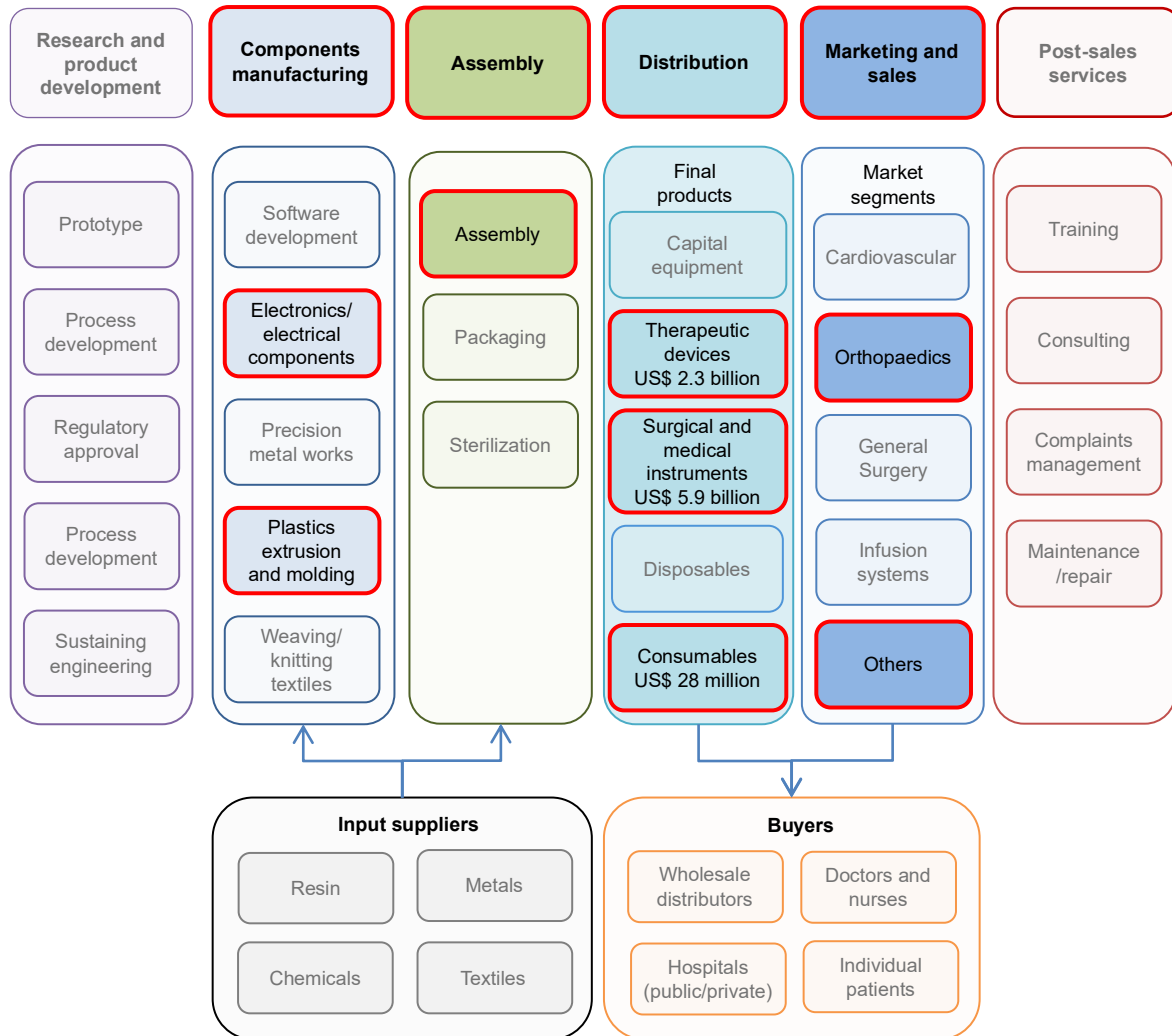 Research and
product
development
Components
manufacturing
Assembly
Distribution
Marketing and
sales
Post-sales
services
Prototype
Process
development
Regulatory
approval
Process
development
Sustaining
engineering
Software
development
Electronics/
electrical
components
Precision
metal works
Plastics
extrusion
and molding
Weaving/
knitting
textiles
Assembly
Packaging
Sterilization
Final
products
Capital
equipment
Therapeutic
devices
US$ 2.3 billion
Surgical and
medical
instruments
US$ 5.9 billion
Disposables
Consumables
US$ 28 million
Market
segments
Cardiovascular
Orthopaedics
General
Surgery
Infusion
systems
Others
Training
Consulting
Complaints
management
Maintenance
/repair
Input suppliers
Resin
Metals
Chemicals
Textiles
Buyers
Wholesale
distributors
Doctors and
nurses
Hospitals
(public/private)
Individual
patients